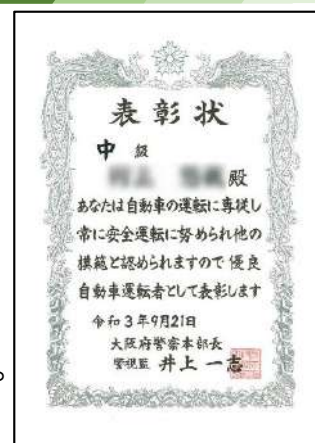 表彰状
中級
殿
あなたは自動車の運転に専従し
常に安全運転に努められ他の
模範と認められますので優良
自動車運転者として表彰します
令和3年9月21日
大阪府警察本部長
警視監 井上一志
。